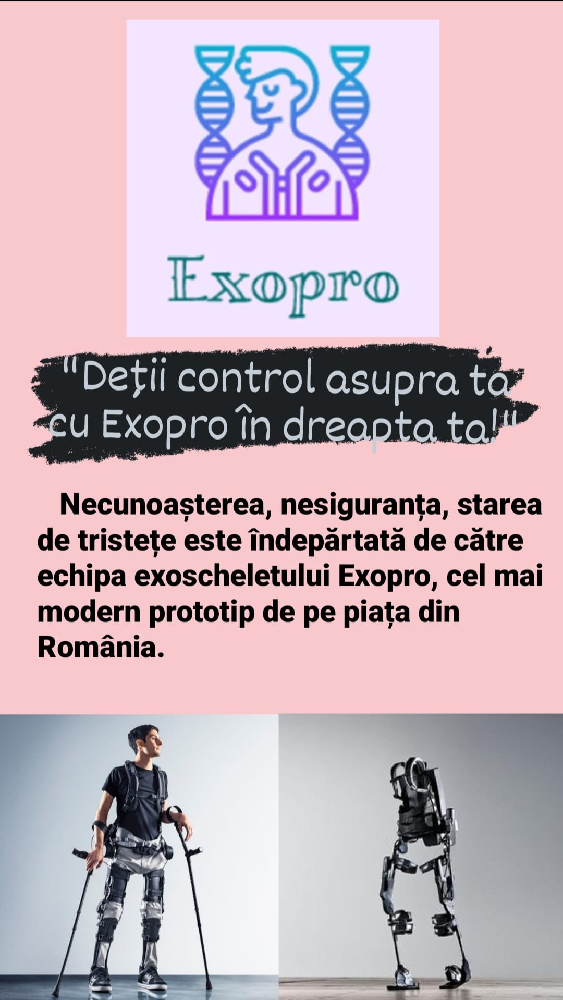 Exopro
"Deții control asupra ta
cu Exopro în dreapta ta!"
Necunoașterea, nesiguranța, starea
de tristețe este îndepărtată de către
echipa exoscheletului Exopro, cel mai
modern prototip de pe piața din
România.